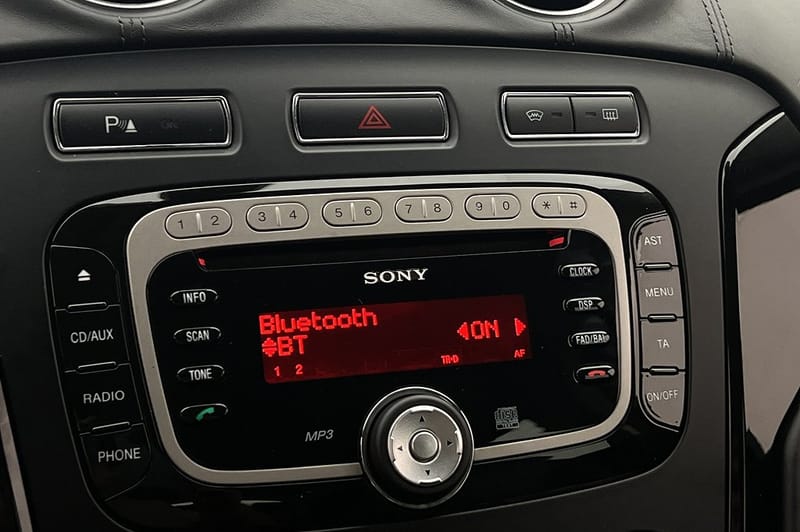 P ON
1 2 3 4 5 6 7 8 9 0 * #
SONY
INFO
SCAN
TONE
CD/AUX
RADIO
PHONE
Bluetooth
BT ON
1 2 TA-D AF
CLOCK
DSP
FAD/BAL
AST
MENU
TA
ON/OFF
MP3